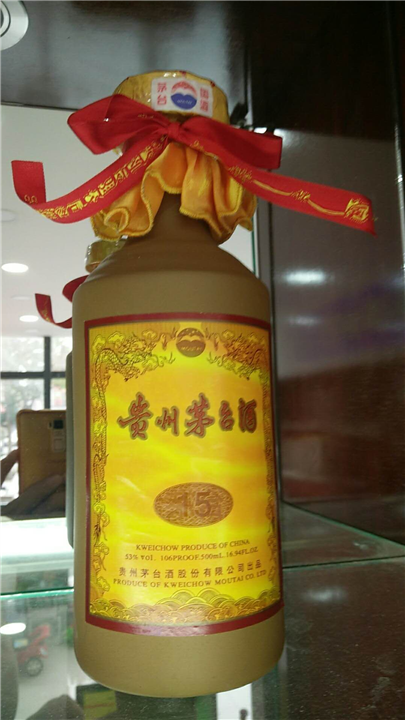 茅台
国酒
贵州茅台酒
15
KWEICHOW PRODUCE OF CHINA
53% VOL. 106PROOF. 500mL. 16.94FL.OZ.
贵州茅台酒股份有限公司出品
PRODUCE OF KWEICHOW MOUTAI CO., LTD.